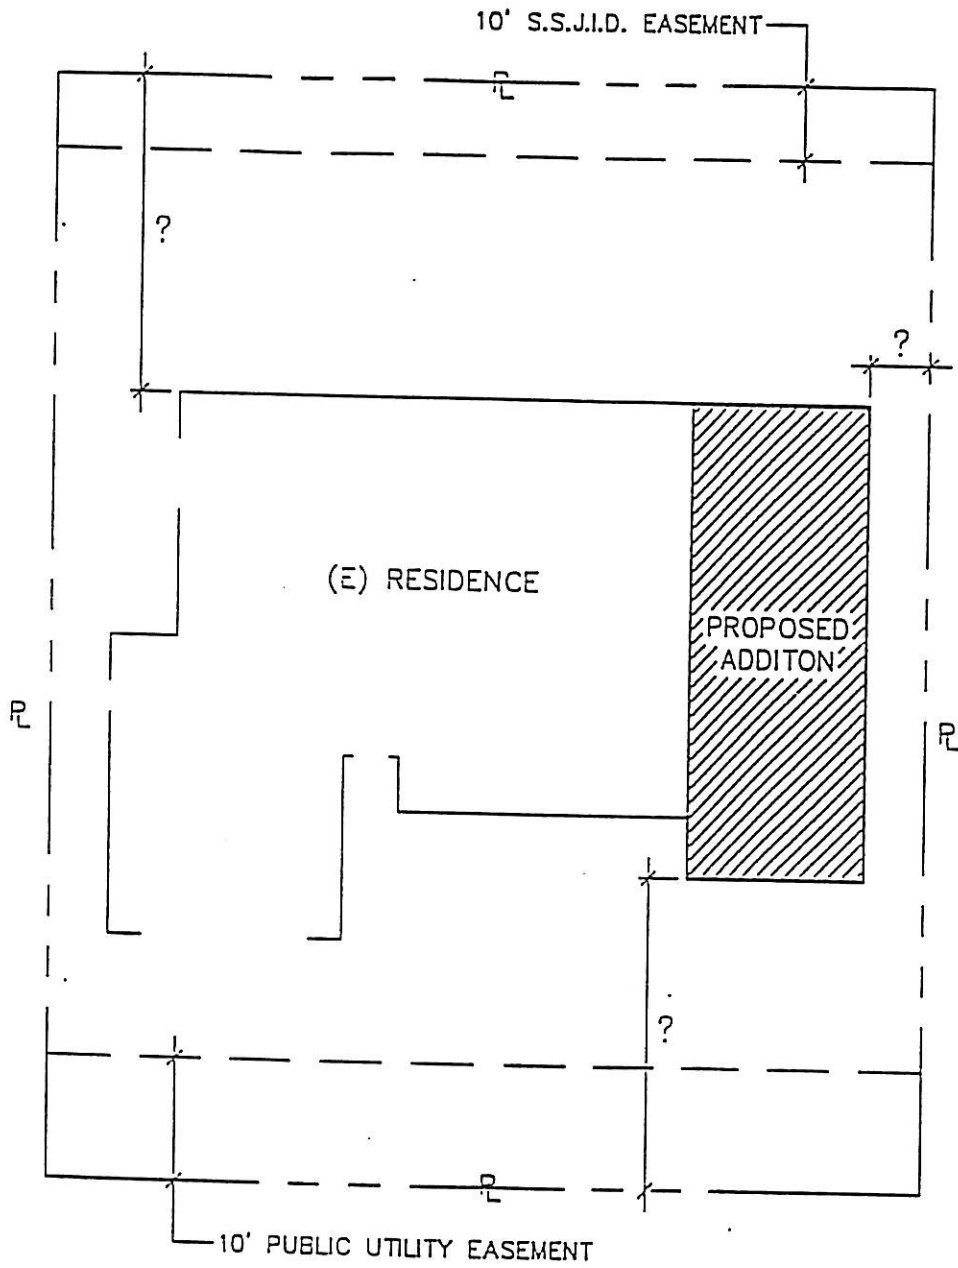 10' S.S.J.I.D. EASEMENT
PL
?
?
(E) RESIDENCE
PROPOSED
ADDITON
PL
PL
?
PL
10' PUBLIC UTILITY EASEMENT